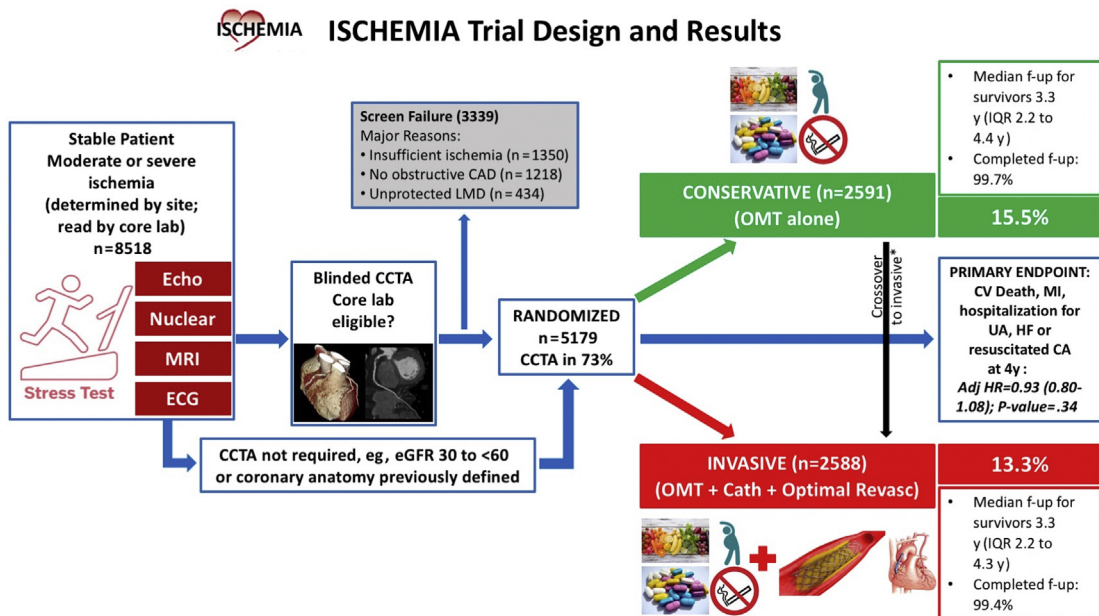 ISCHEMIA
ISCHEMIA Trial Design and Results
Stable Patient
Moderate or severe
ischemia
(determined by site;
read by core lab)
n=8518
Echo
Nuclear
MRI
ECG
Stress Test
Screen Failure (3339)
Major Reasons:
• Insufficient ischemia (n=1350)
• No obstructive CAD (n=1218)
• Unprotected LMD (n=434)
Blinded CCTA
Core lab
eligible?
CCTA not required, eg, eGFR 30 to <60
or coronary anatomy previously defined
RANDOMIZED
n=5179
CCTA in 73%
CONSERVATIVE (n=2591)
(OMT alone)
• Median f-up for
survivors 3.3
y (IQR 2.2 to
4.4 y)
• Completed f-up:
99.7%
15.5%
Crossover
to invasive*
PRIMARY ENDPOINT:
CV Death, MI,
hospitalization for
UA, HF or
resuscitated CA
at 4y:
Adj HR=0.93 (0.80-
1.08); P-value=.34
INVASIVE (n=2588)
(OMT + Cath + Optimal Revasc)
13.3%
• Median f-up for
survivors 3.3
y (IQR 2.2 to
4.3 y)
• Completed f-up:
99.4%